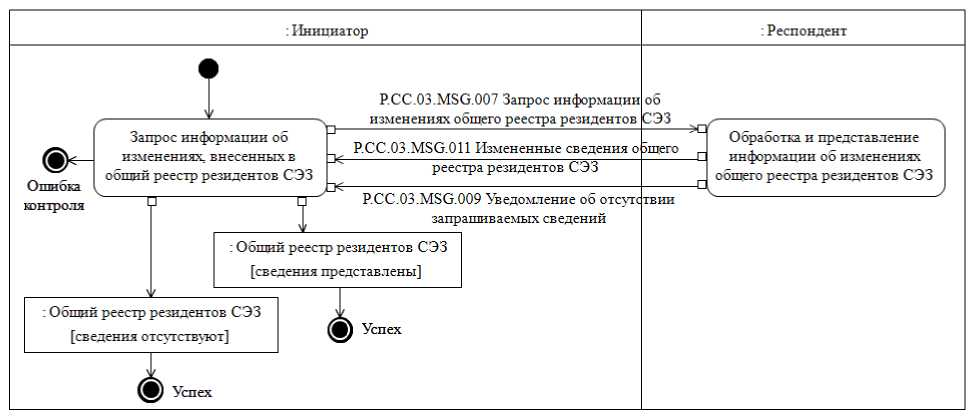 : Инициатор
: Респондент
P.CC.03.MSG.007 Запрос информации об
изменениях общего реестра резидентов СЭЗ
Запрос информации об
изменениях, внесенных в
общий реестр резидентов СЭЗ
P.CC.03.MSG.011 Измененные сведения общего
реестра резидентов СЭЗ
Обработка и представление
информации об изменениях
общего реестра резидентов СЭЗ
Ошибка
контроля
P.CC.03.MSG.009 Уведомление об отсутствии
запрашиваемых сведений
: Общий реестр резидентов СЭЗ
[сведения представлены]
: Общий реестр резидентов СЭЗ
[сведения отсутствуют]
Успех
Успех